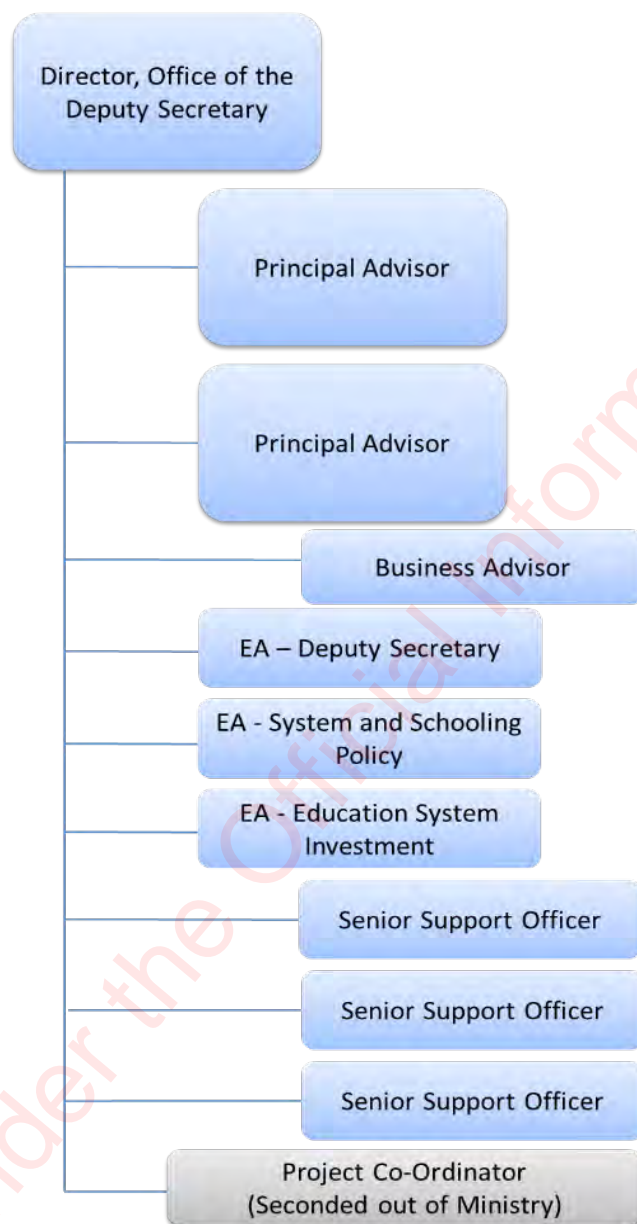 Director, Office of the
Deputy Secretary
Principal Advisor
Principal Advisor
Business Advisor
EA – Deputy Secretary
EA - System and Schooling
Policy
EA - Education System
Investment
Senior Support Officer
Senior Support Officer
Senior Support Officer
Project Co-Ordinator
(Seconded out of Ministry)
the Official